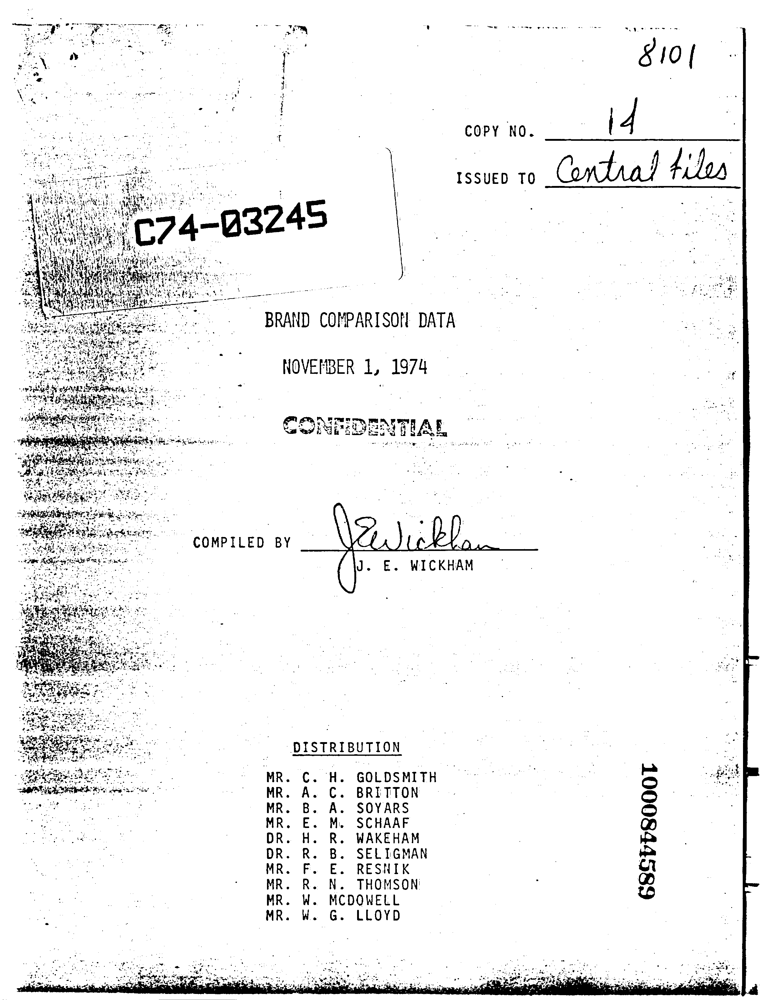 8101
COPY NO. 14
ISSUED TO Central files
C74-03245
BRAND COMPARISON DATA
NOVEMBER 1, 1974
CONFIDENTIAL
COMPILED BY JEWickham
J. E. WICKHAM
DISTRIBUTION
MR. C. H. GOLDSMITH
MR. A. C. BRITTON
MR. B. A. SOYARS
MR. E. M. SCHAAF
DR. H. R. WAKEHAM
DR. R. B. SELIGMAN
MR. F. E. RESNIK
MR. R. N. THOMSON
MR. W. MCDOWELL
MR. W. G. LLOYD
1000844589